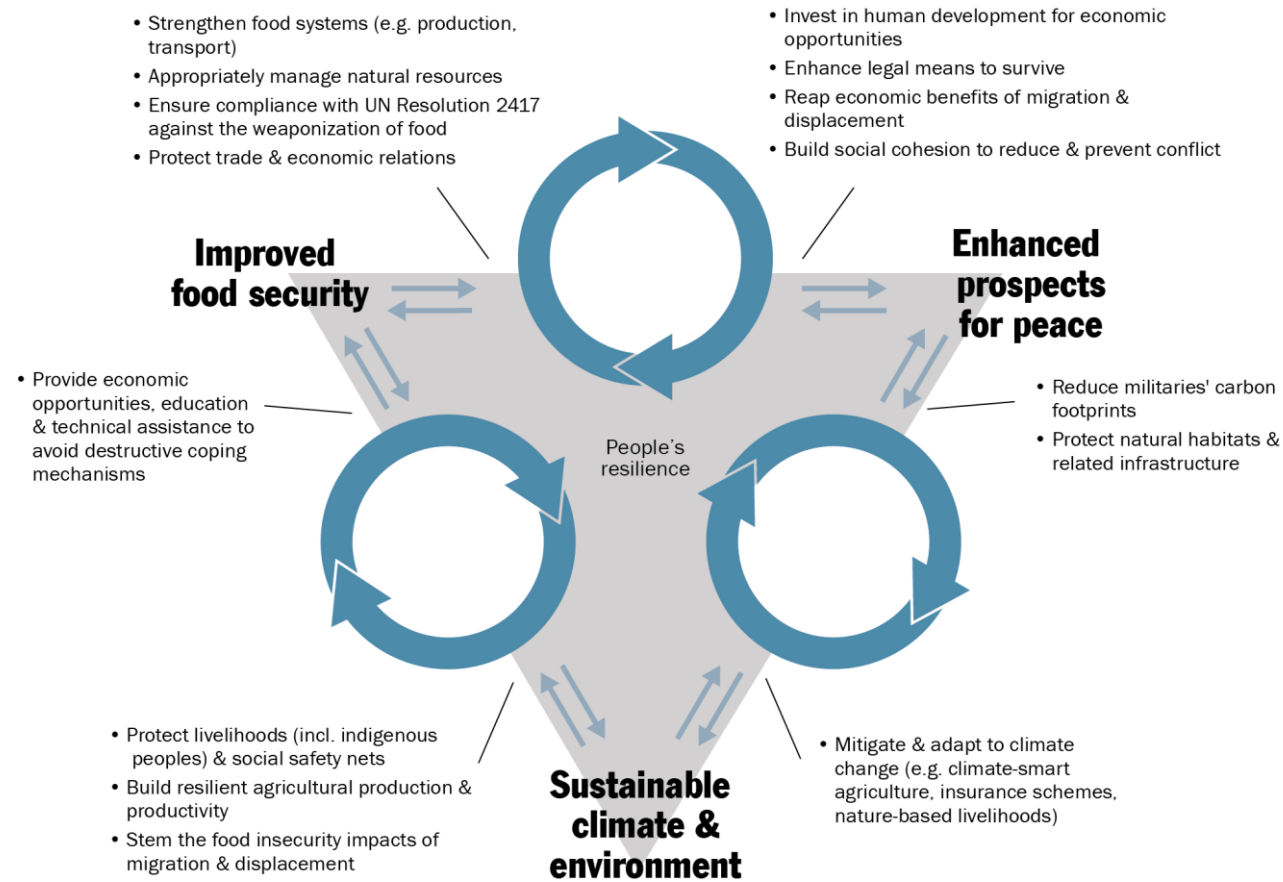 • Strengthen food systems (e.g. production,
transport)
• Appropriately manage natural resources
• Ensure compliance with UN Resolution 2417
against the weaponization of food
• Protect trade & economic relations
• Invest in human development for economic
opportunities
• Enhance legal means to survive
• Reap economic benefits of migration &
displacement
• Build social cohesion to reduce & prevent conflict
Improved
food security
Enhanced
prospects
for peace
• Provide economic
opportunities, education
& technical assistance to
avoid destructive coping
mechanisms
People's
resilience
• Reduce militaries' carbon
footprints
• Protect natural habitats &
related infrastructure
• Protect livelihoods (incl. indigenous
peoples) & social safety nets
• Build resilient agricultural production &
productivity
• Stem the food insecurity impacts of
migration & displacement
Sustainable
climate &
environment
• Mitigate & adapt to climate
change (e.g. climate-smart
agriculture, insurance schemes,
nature-based livelihoods)